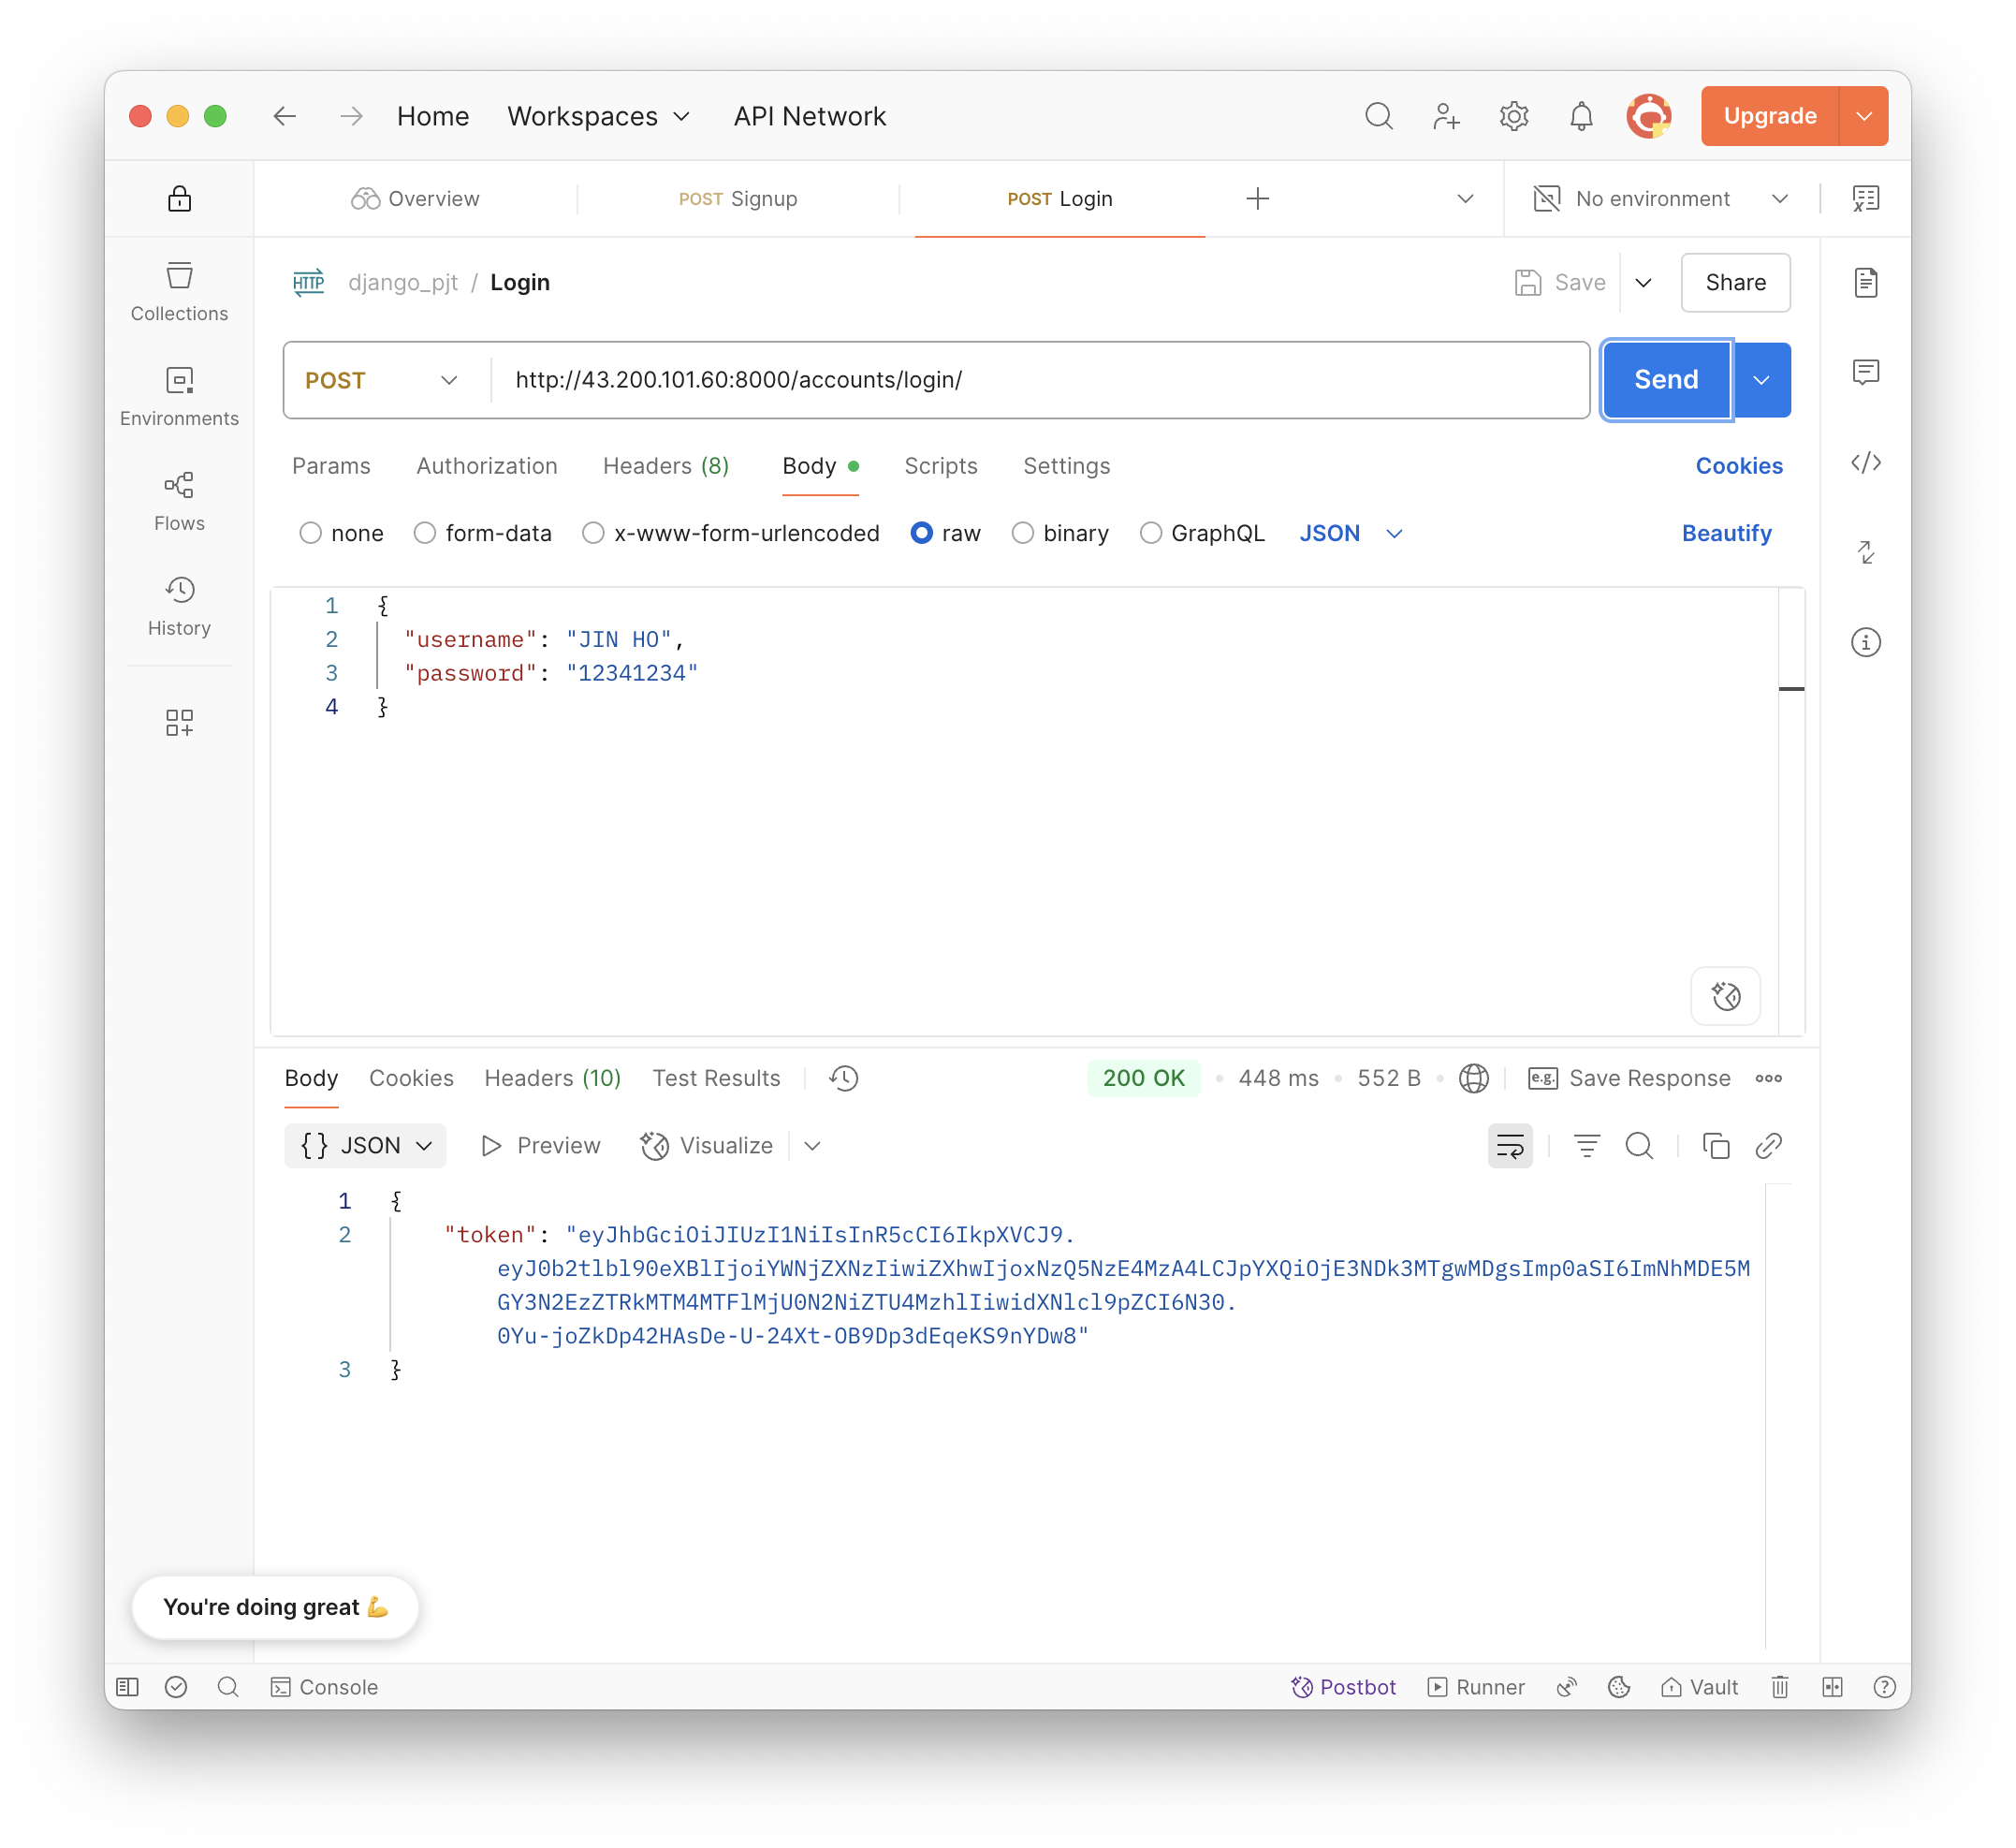 Home Workspaces API Network Upgrade
Overview POST Signup POST Login No environment
Collections
Environments
Flows
History
HTTP django_pjt / Login Save Share
POST http://43.200.101.60:8000/accounts/login/ Send
Params Authorization Headers (8) Body Scripts Settings Cookies
none form-data x-www-form-urlencoded raw binary GraphQL JSON Beautify
1 {
2 "username": "JIN HO",
3 "password": "12341234"
4 }
Body Cookies Headers (10) Test Results 200 OK 448 ms 552 B e.g. Save Response
{} JSON Preview Visualize
1 {
2 "token": "eyJhbGciOiJIUzI1NiIsInR5cCI6IkpXVCJ9.
eyJ0b2tlbl90eXBlIjoiYWNjZXNzIiwiZXhwIjoxNzQ5NzE4MzA4LCJpYXQiOjE3NDk3MTgwMDgsImp0aSI6ImNhMDE5M
GY3N2EzZTRkMTM4MTFlMjU0N2NiZTU4MzhlIiwidXNlcl9pZCI6N30.
0Yu-joZkDp42HAsDe-U-24Xt-OB9Dp3dEqeKS9nYDw8"
3 }
You're doing great 💪
Console Postbot Runner Vault